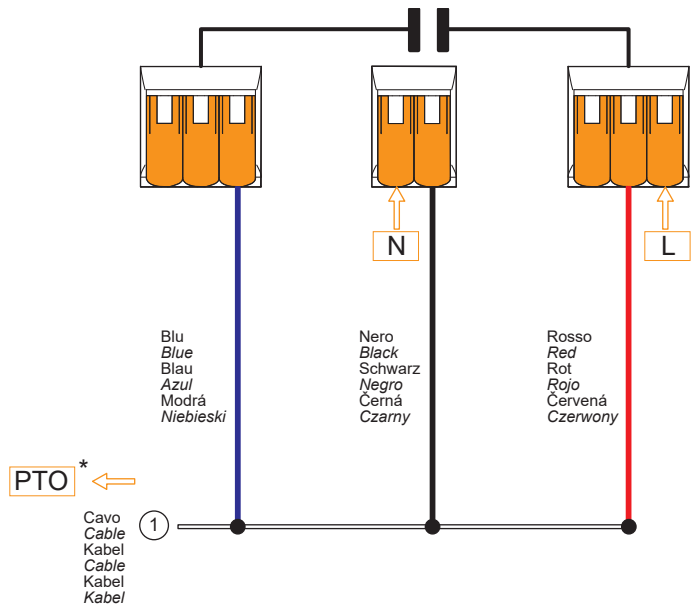 N
L
Blu
Blue
Blau
Azul
Modrá
Niebieski
Nero
Black
Schwarz
Negro
Černá
Czarny
Rosso
Red
Rot
Rojo
Červená
Czerwony
PTO *
Cavo
Cable
Kabel
Cable
Kabel
Kabel
1